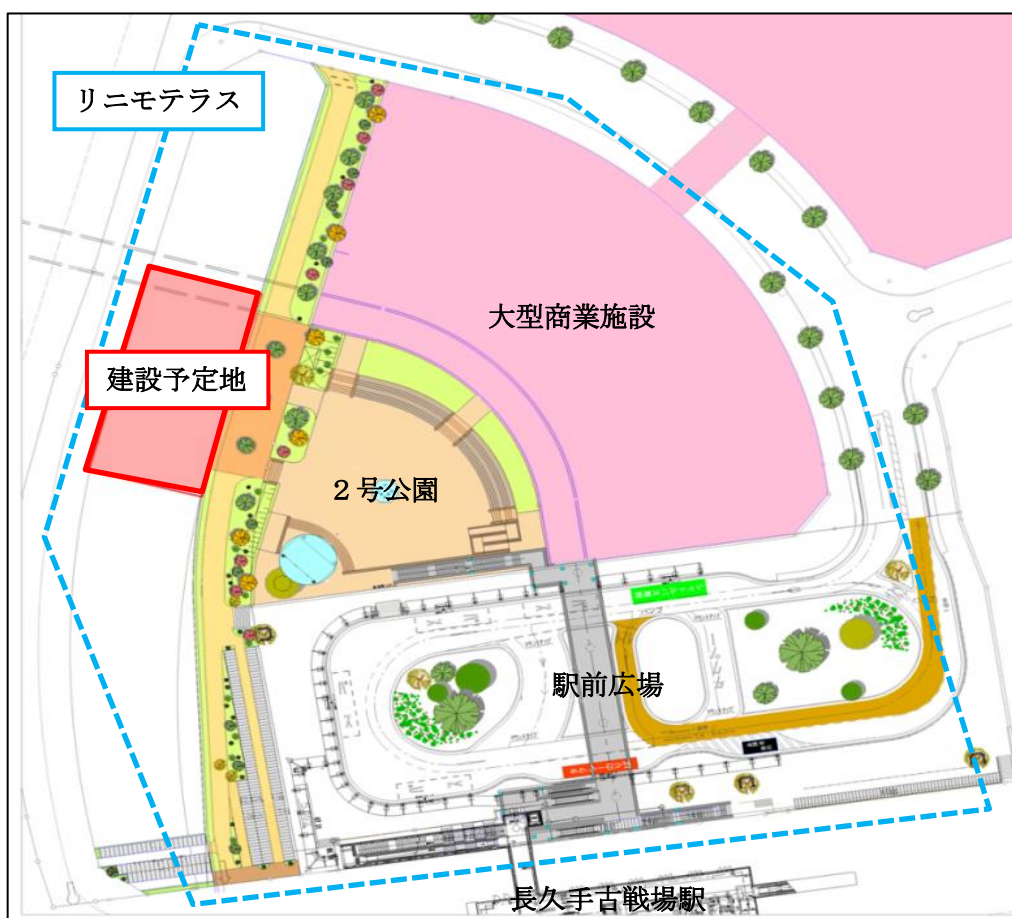 リニモテラス
大型商業施設
建設予定地
２号公園
駅前広場
長久手古戦場駅